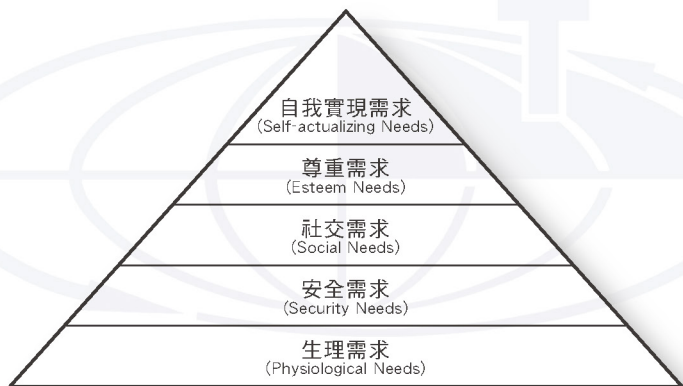 自我實現需求
(Self-actualizing Needs)
尊重需求
(Esteem Needs)
社交需求
(Social Needs)
安全需求
(Security Needs)
生理需求
(Physiological Needs)